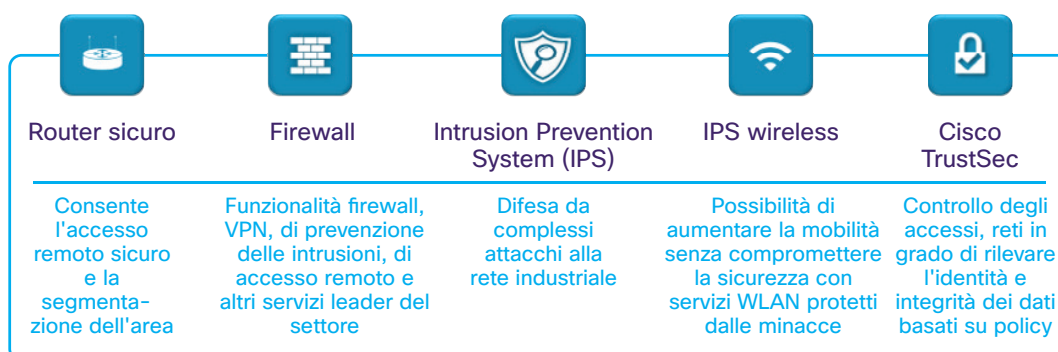 Router sicuro
Firewall
Intrusion Prevention
System (IPS)
IPS wireless
Cisco
TrustSec
Consente
l'accesso
remoto sicuro
e la
segmenta-
zione dell'area
Funzionalità firewall,
VPN, di prevenzione
delle intrusioni, di
accesso remoto e
altri servizi leader del
settore
Difesa da
complessi
attacchi alla
rete industriale
Possibilità di
aumentare la mobilità
senza compromettere
la sicurezza con
servizi WLAN protetti
dalle minacce
Controllo degli
accessi, reti in
grado di rilevare
l'identità e
integrità dei dati
basati su policy